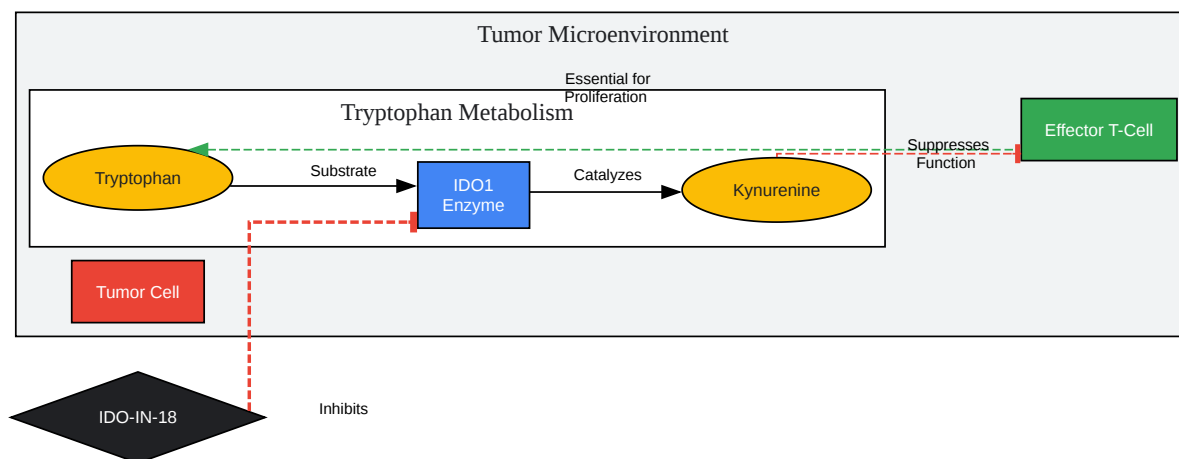 Tumor Microenvironment
Essential for
Proliferation
Tryptophan Metabolism
Effector T-Cell
Suppresses
Function
Tryptophan
Substrate
IDO1
Enzyme
Catalyzes
Kynurenine
Tumor Cell
IDO-IN-18
Inhibits